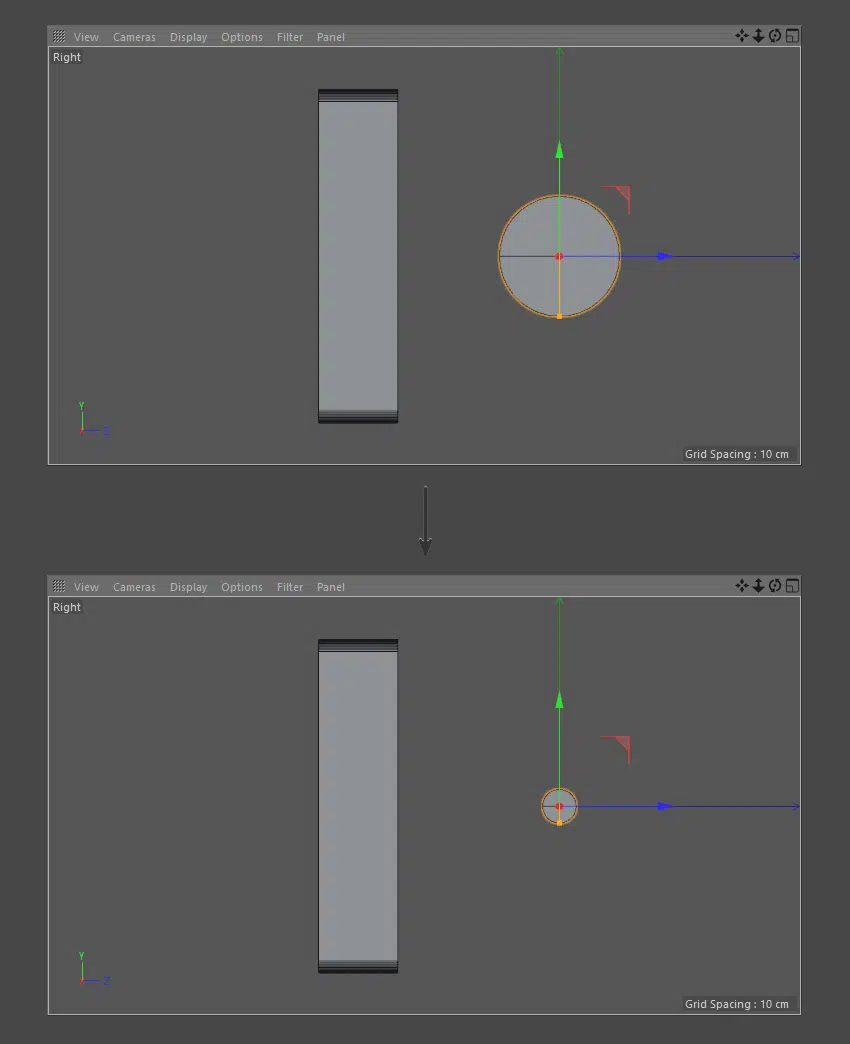 View Cameras Display Options Filter Panel
Right
Y
Z
Grid Spacing : 10 cm
View Cameras Display Options Filter Panel
Right
Y
Z
Grid Spacing : 10 cm